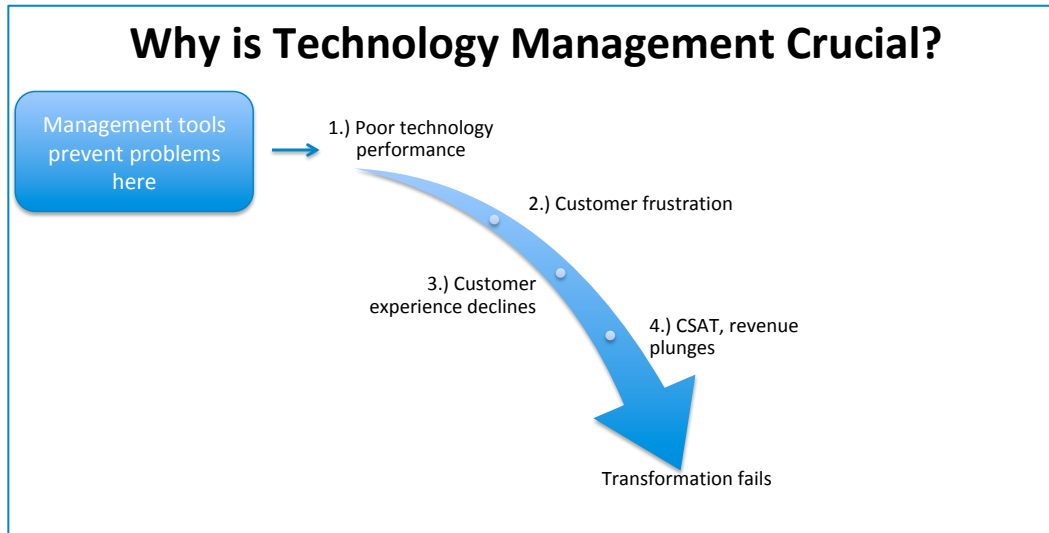 Why is Technology Management Crucial?
Management tools
prevent problems
here
1.) Poor technology
performance
2.) Customer frustration
3.) Customer
experience declines
4.) CSAT, revenue
plunges
Transformation fails